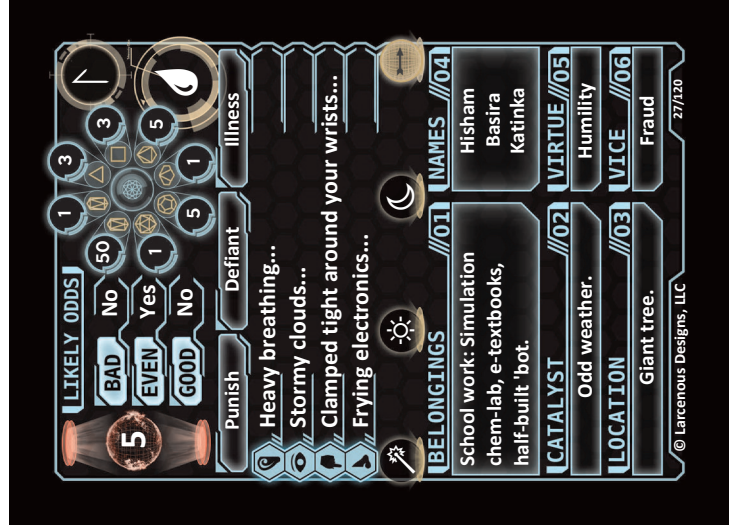 5
LIKELY ODDS
BAD No
EVEN Yes
GOOD No
50
1
3
3
5
1
5
1
Punish Defiant Illness
Heavy breathing...
Stormy clouds...
Clamped tight around your wrists...
Frying electronics...
BELONGINGS //01
School work: Simulation
chem-lab, e-textbooks,
half-built 'bot.
NAMES //04
Hisham
Basira
Katinka
CATALYST //02
Odd weather.
VIRTUE //05
Humility
LOCATION //03
Giant tree.
VICE //06
Fraud
© Larcenous Designs, LLC
27/120